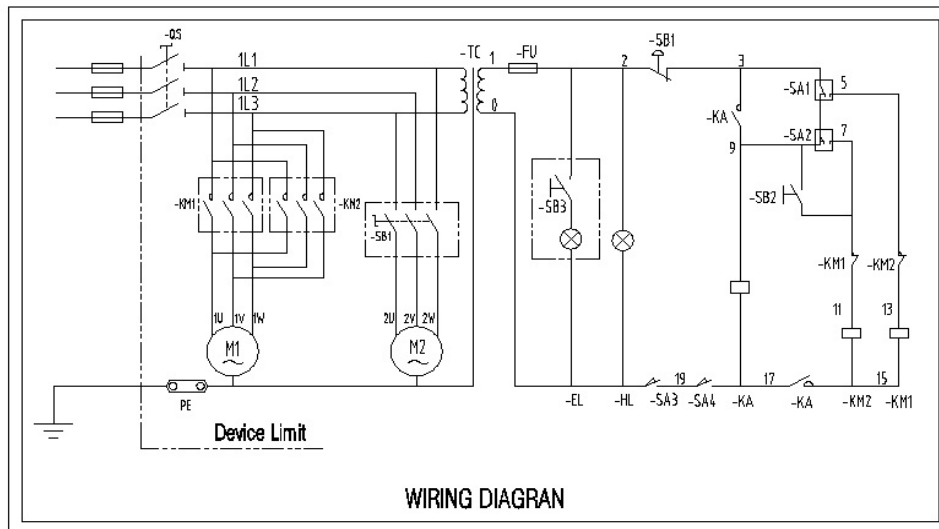 -QS
1L1
1L2
1L3
-TC
1
0
-FU
2
-SB1
3
-SA1
5
-KA
-SA2
7
9
-SB2
-SB3
-KM1
-KM2
-SB1
-KM1
-KM2
11
13
1U
1V
1W
2U
2V
2W
M1
M2
PE
-EL
-HL
-SA3
19
-SA4
-KA
17
-KA
-KM2
15
-KM1
Device Limit
WIRING DIAGRAN